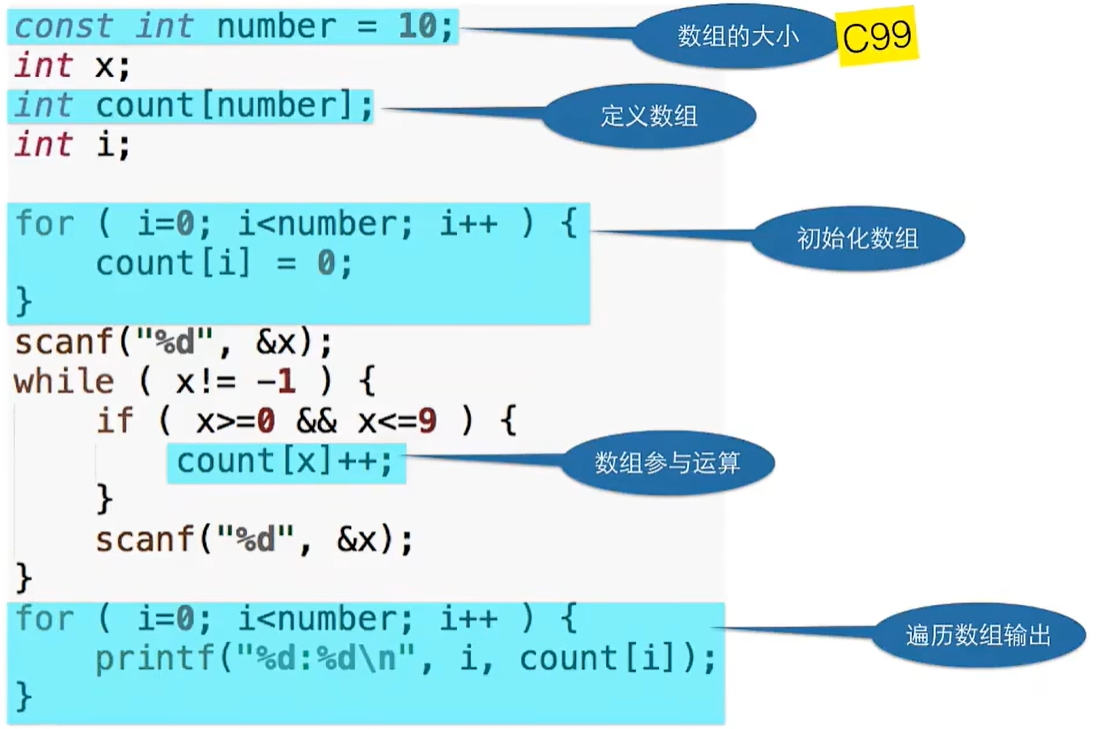 const int number = 10;
数组的大小
C99
int x;
int count[number];
定义数组
int i;
for ( i=0; i<number; i++ ) {
初始化数组
    count[i] = 0;
}
scanf("%d", &x);
while ( x!= -1 ) {
    if ( x>=0 && x<=9 ) {
        count[x]++;
数组参与运算
    }
    scanf("%d", &x);
}
for ( i=0; i<number; i++ ) {
遍历数组输出
    printf("%d:%d\n", i, count[i]);
}